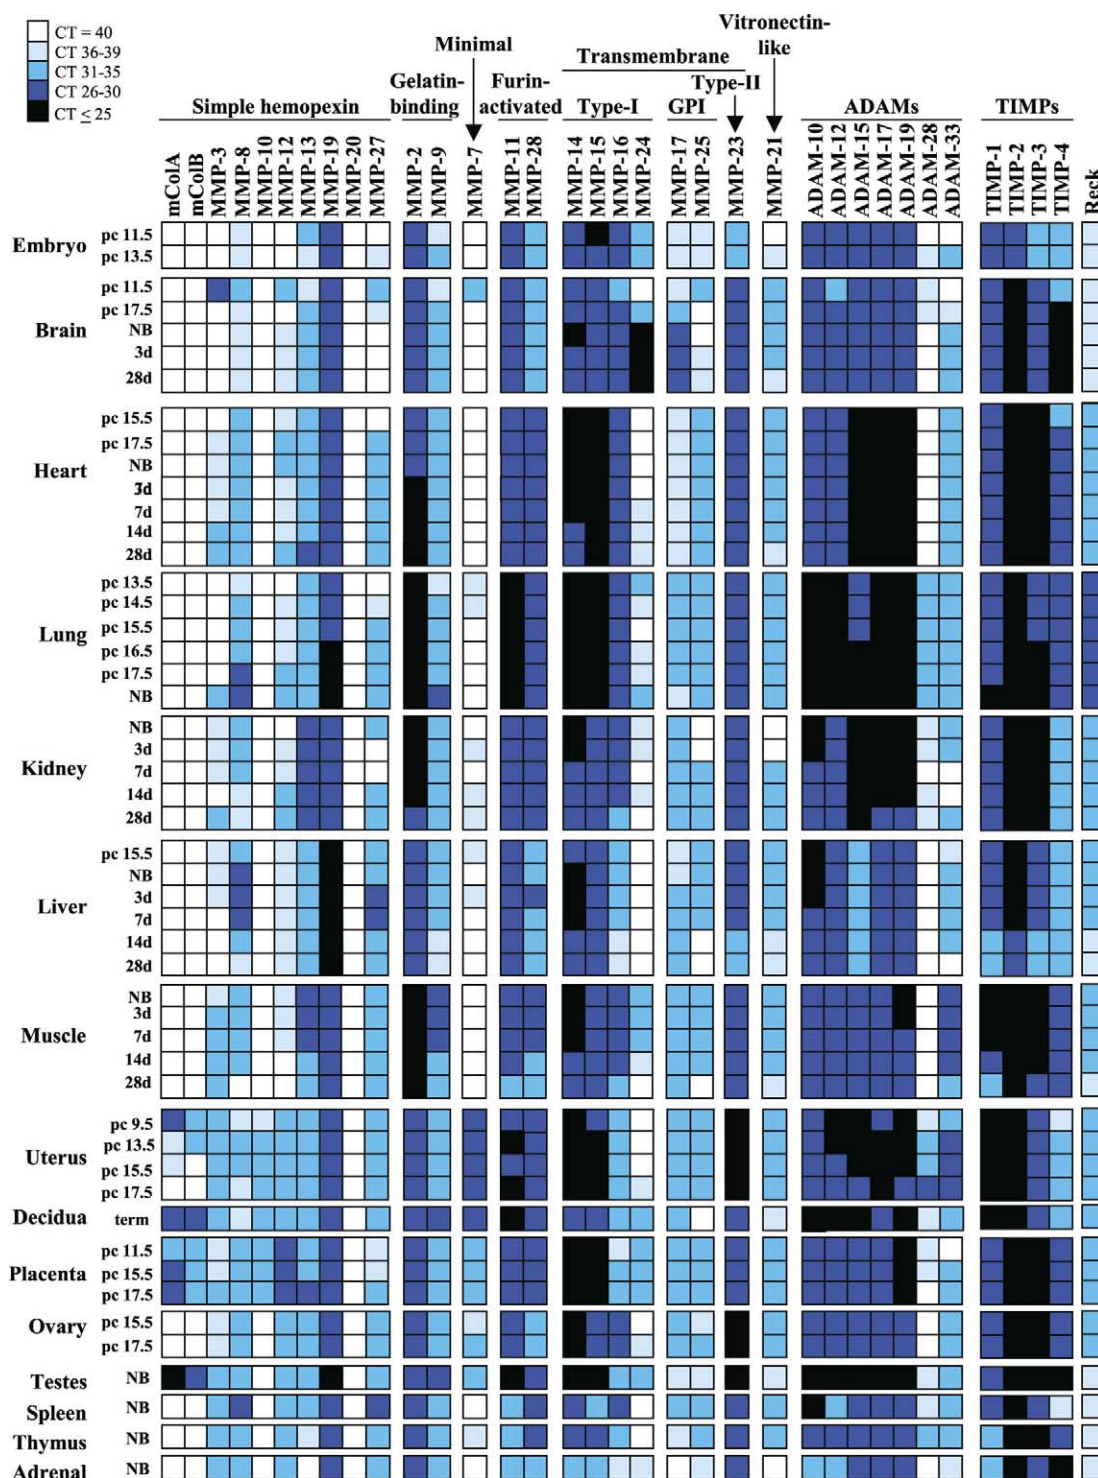 CT = 40
CT 36-39
CT 31-35
CT 26-30
CT ≤ 25
Vitronectin-
like
Minimal
Transmembrane
Gelatin-
binding
Furin-
activated
Type-II
Simple hemopexin
Type-I
GPI
ADAMs
TIMPs
mColA
mColB
MMP-3
MMP-8
MMP-10
MMP-12
MMP-13
MMP-19
MMP-20
MMP-27
MMP-2
MMP-9
MMP-7
MMP-11
MMP-28
MMP-14
MMP-15
MMP-16
MMP-24
MMP-17
MMP-25
MMP-23
MMP-21
ADAM-10
ADAM-12
ADAM-15
ADAM-17
ADAM-19
ADAM-28
ADAM-33
TIMP-1
TIMP-2
TIMP-3
TIMP-4
Reck
Embryo
pc 11.5
pc 13.5
Brain
pc 11.5
pc 17.5
NB
3d
28d
Heart
pc 15.5
pc 17.5
NB
3d
7d
14d
28d
Lung
pc 13.5
pc 14.5
pc 15.5
pc 16.5
pc 17.5
NB
Kidney
NB
3d
7d
14d
28d
Liver
pc 15.5
NB
3d
7d
14d
28d
Muscle
NB
3d
7d
14d
28d
Uterus
pc 9.5
pc 13.5
pc 15.5
pc 17.5
Decidua term
Placenta
pc 11.5
pc 15.5
pc 17.5
Ovary
pc 15.5
pc 17.5
Testes NB
Spleen NB
Thymus NB
Adrenal NB